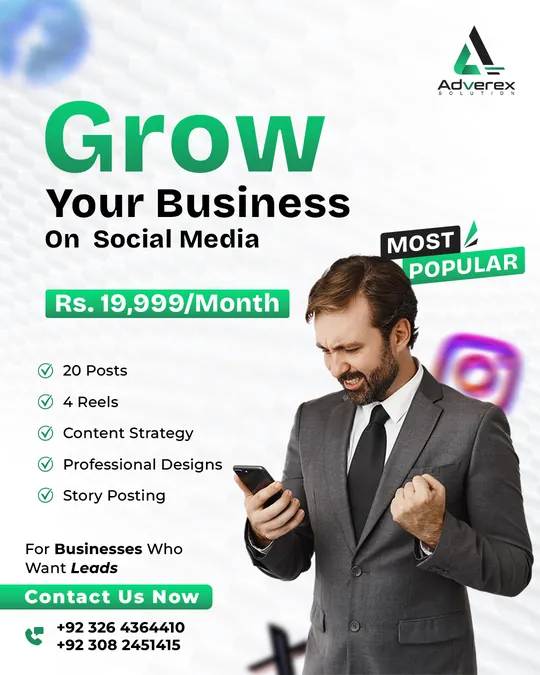 Adverex
SOLUTION
Grow
Your Business
On Social Media
MOST
POPULAR
Rs. 19,999/Month
20 Posts
4 Reels
Content Strategy
Professional Designs
Story Posting
For Businesses Who
Want Leads
Contact Us Now
+92 326 4364410
+92 308 2451415